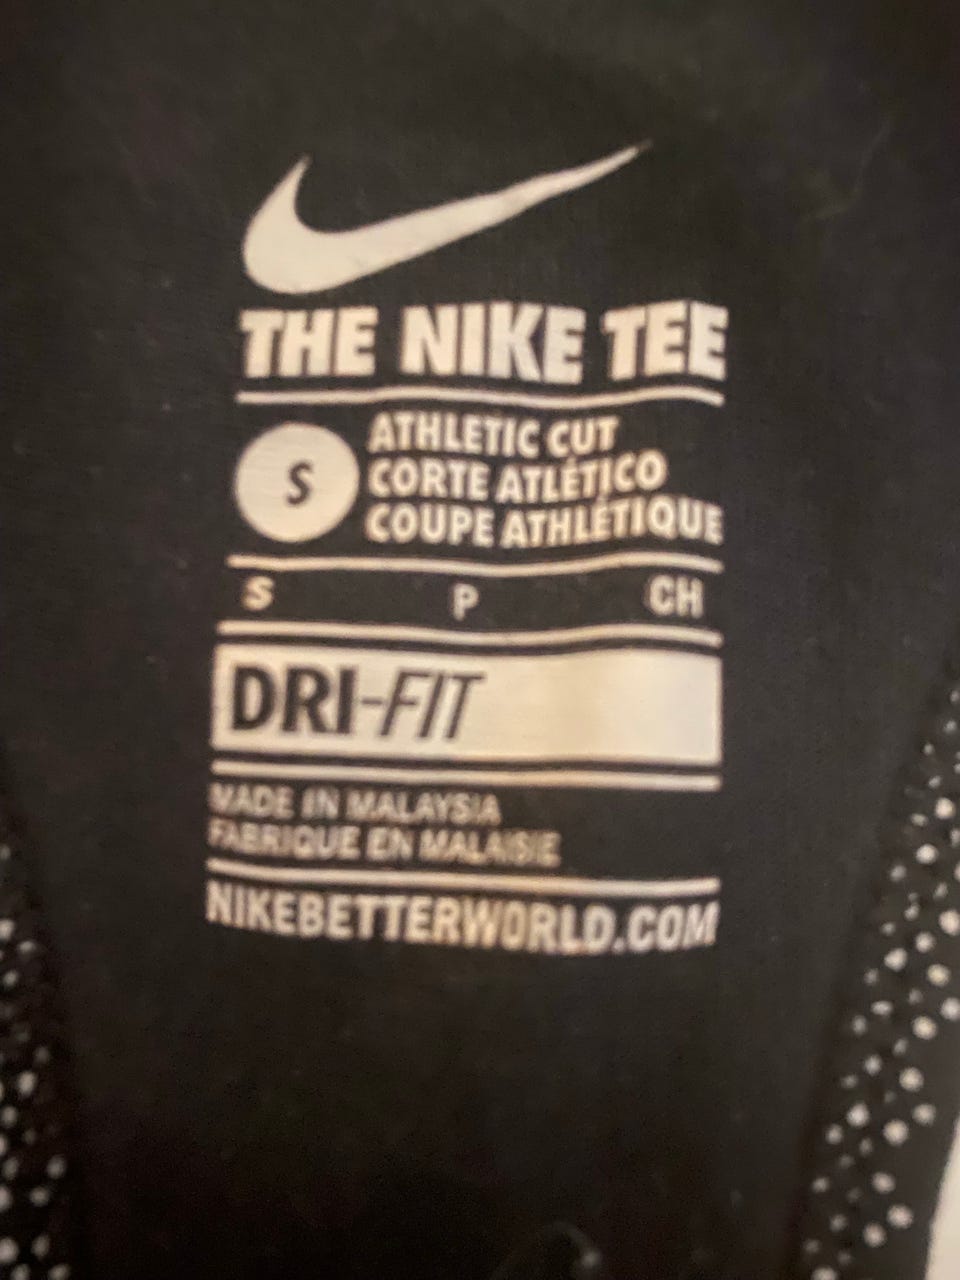 THE NIKE TEE
S
ATHLETIC CUT
CORTE ATLÉTICO
COUPE ATHLÉTIQUE
S P CH
DRI-FIT
MADE IN MALAYSIA
FABRIQUE EN MALAISIE
NIKEBETTERWORLD.COM